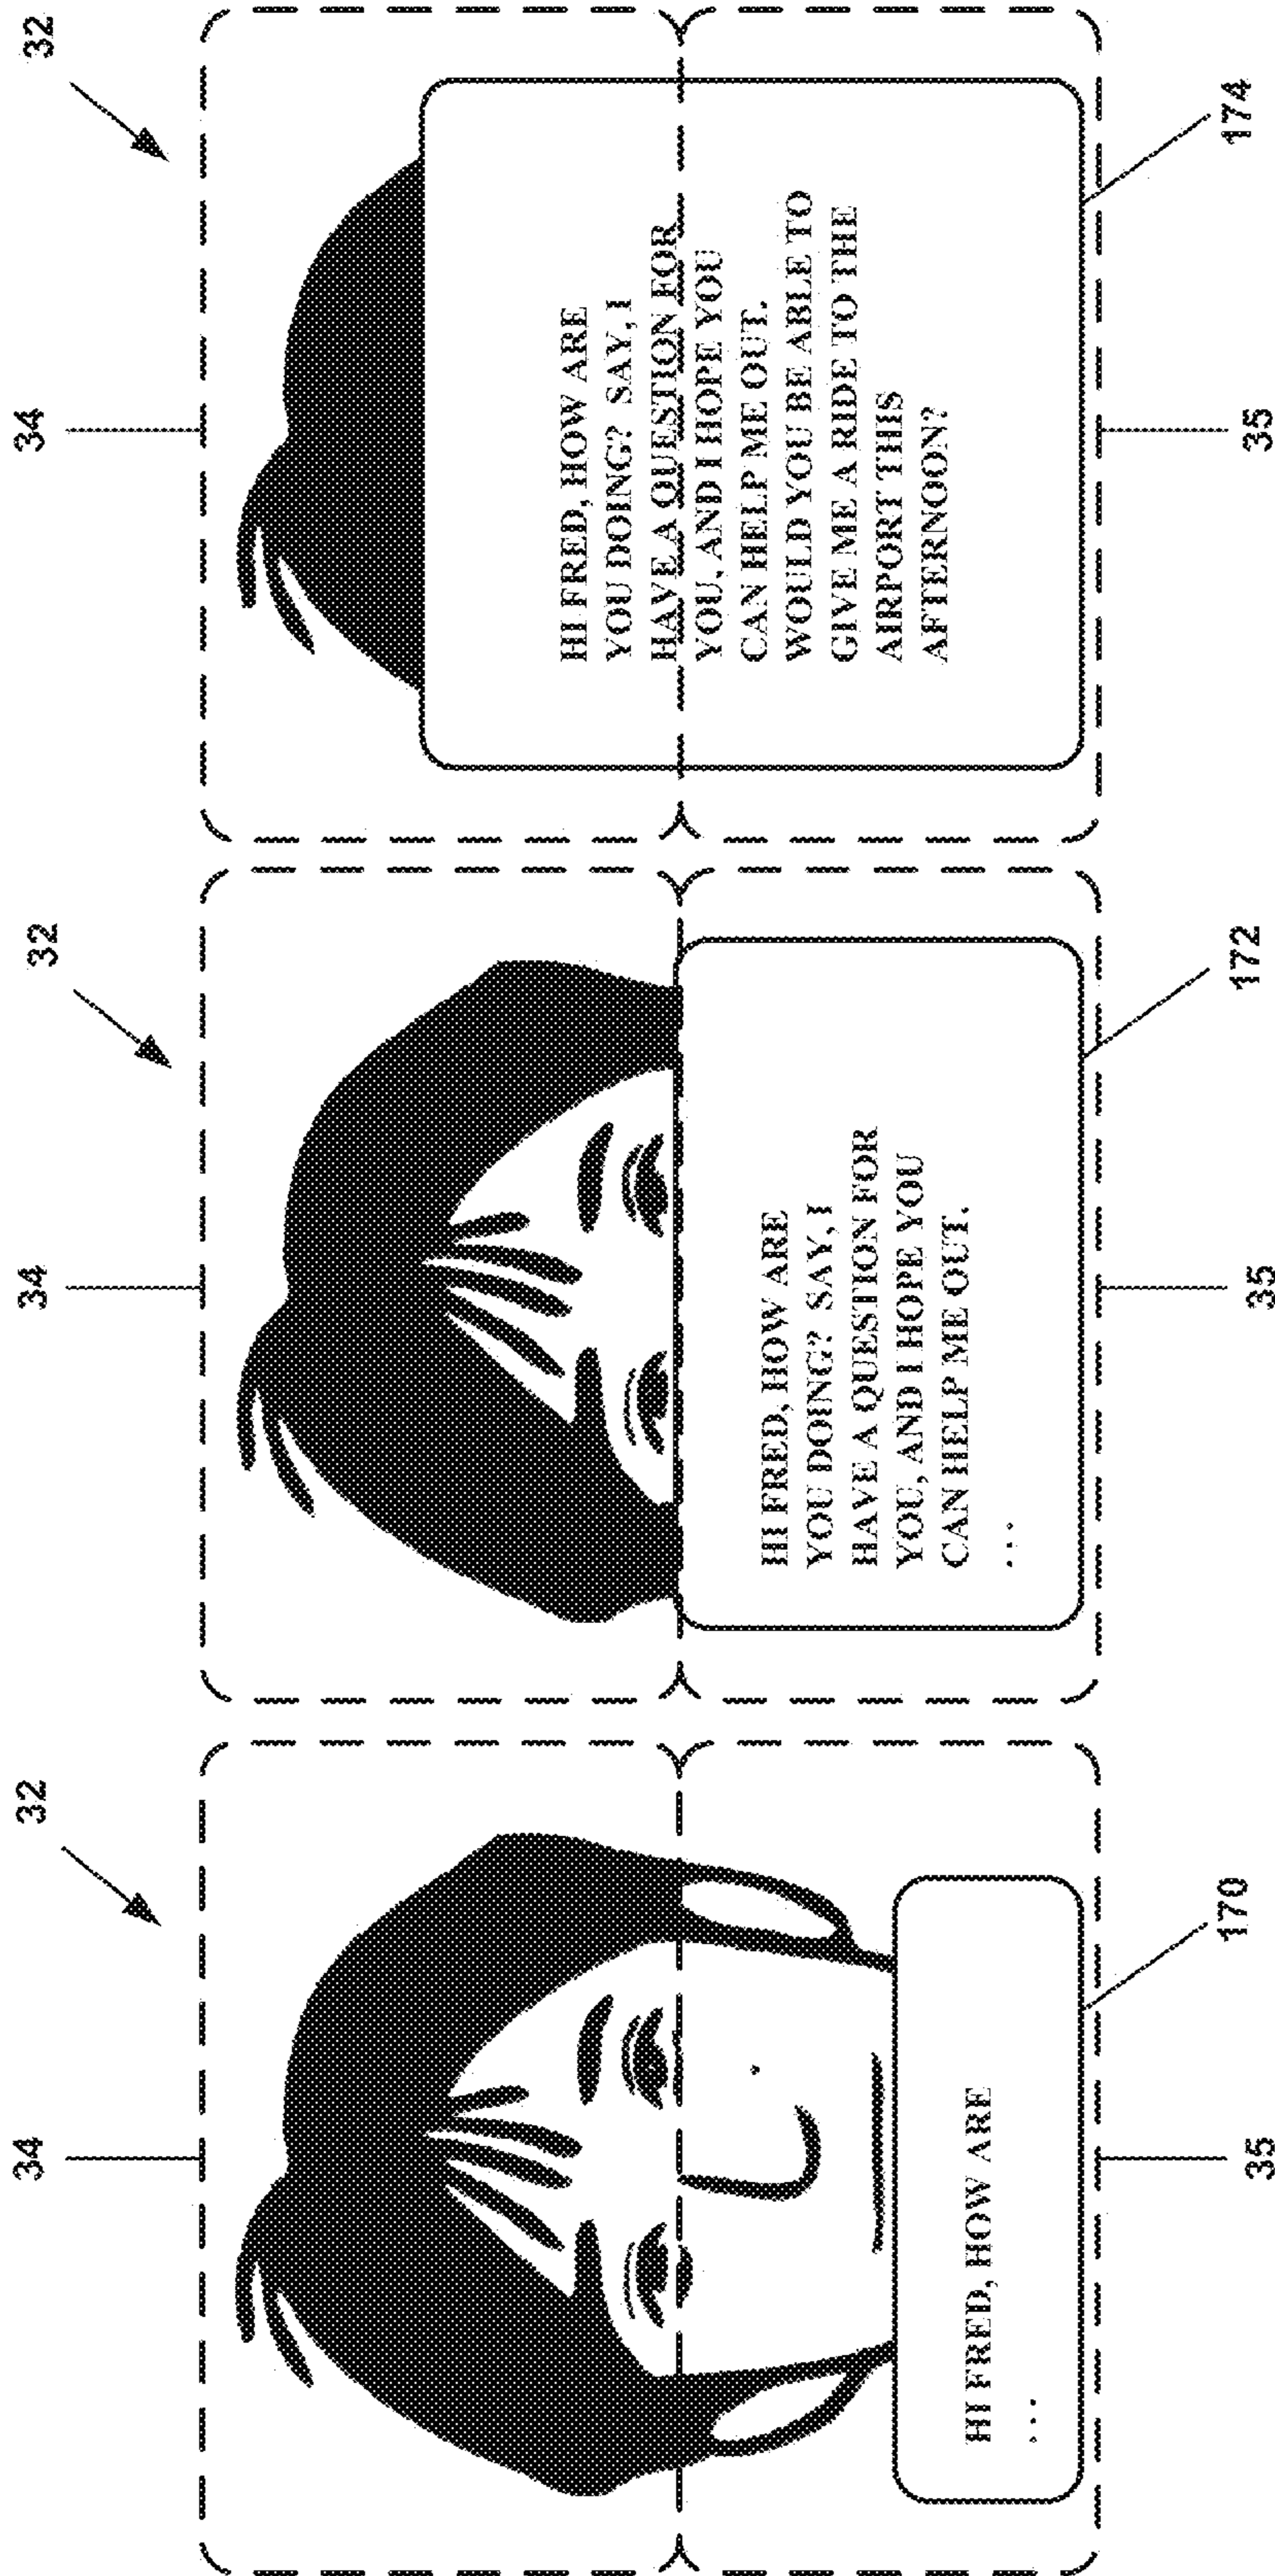 32
34
HI FRED, HOW ARE
...
170
35
32
34
HI FRED, HOW ARE
YOU DOING? SAY, I
HAVE A QUESTION FOR
YOU, AND I HOPE YOU
CAN HELP ME OUT.
...
172
35
32
34
HI FRED, HOW ARE
YOU DOING? SAY, I
HAVE A QUESTION FOR
YOU, AND I HOPE YOU
CAN HELP ME OUT.
WOULD YOU BE ABLE TO
GIVE ME A RIDE TO THE
AIRPORT THIS
AFTERNOON?
174
35